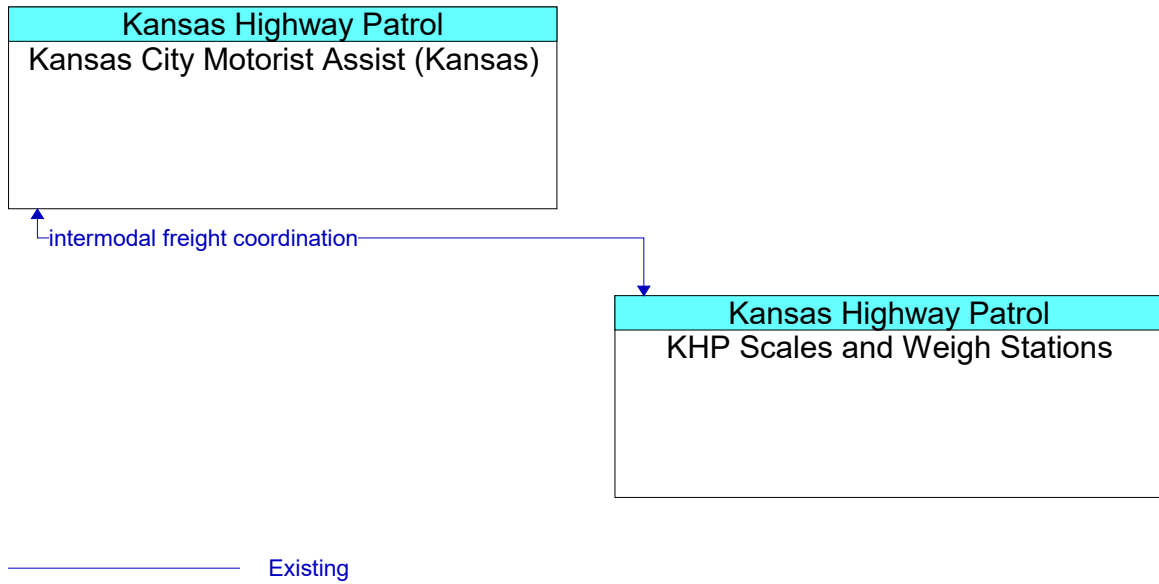 Kansas Highway Patrol
Kansas City Motorist Assist (Kansas)
intermodal freight coordination
Kansas Highway Patrol
KHP Scales and Weigh Stations
Existing